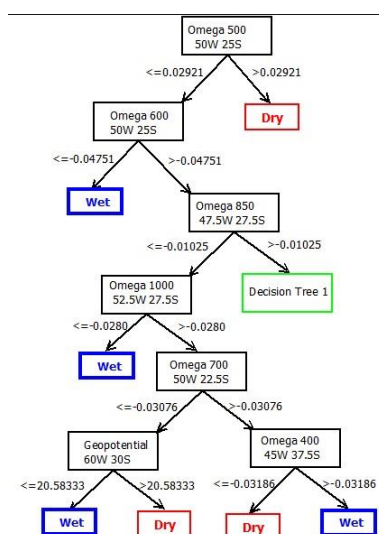 Omega 500
50W 25S
<=0.02921
>0.02921
Omega 600
50W 25S
Dry
<=-0.04751
>-0.04751
Wet
Omega 850
47.5W 27.5S
<=-0.01025
>-0.01025
Omega 1000
52.5W 27.5S
Decision Tree 1
<=-0.0280
>-0.0280
Wet
Omega 700
50W 22.5S
<=-0.03076
>-0.03076
Geopotential
60W 30S
Omega 400
45W 37.5S
<=20.58333
>20.58333
<=-0.03186
>-0.03186
Wet
Dry
Dry
Wet